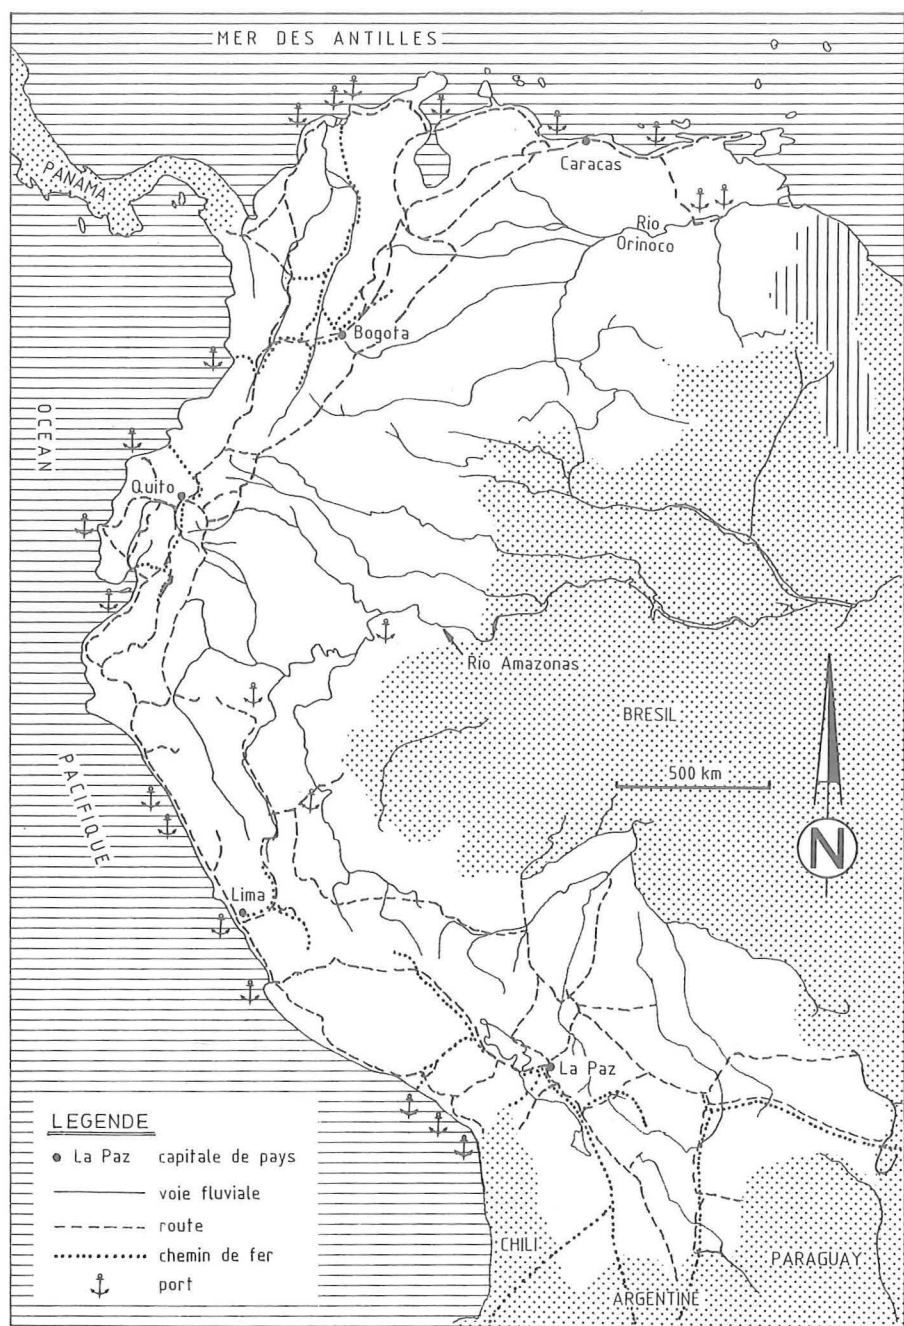 MER DES ANTILLES
PANAMA
Caracas
Rio
Orinoco
Bogota
OCEAN
Quito
Rio Amazonas
BRESIL
PACIFIQUE
500 km
N
Lima
La Paz
LEGENDE
La Paz capitale de pays
voie fluviale
route
chemin de fer
port
CHILI
PARAGUAY
ARGENTINE